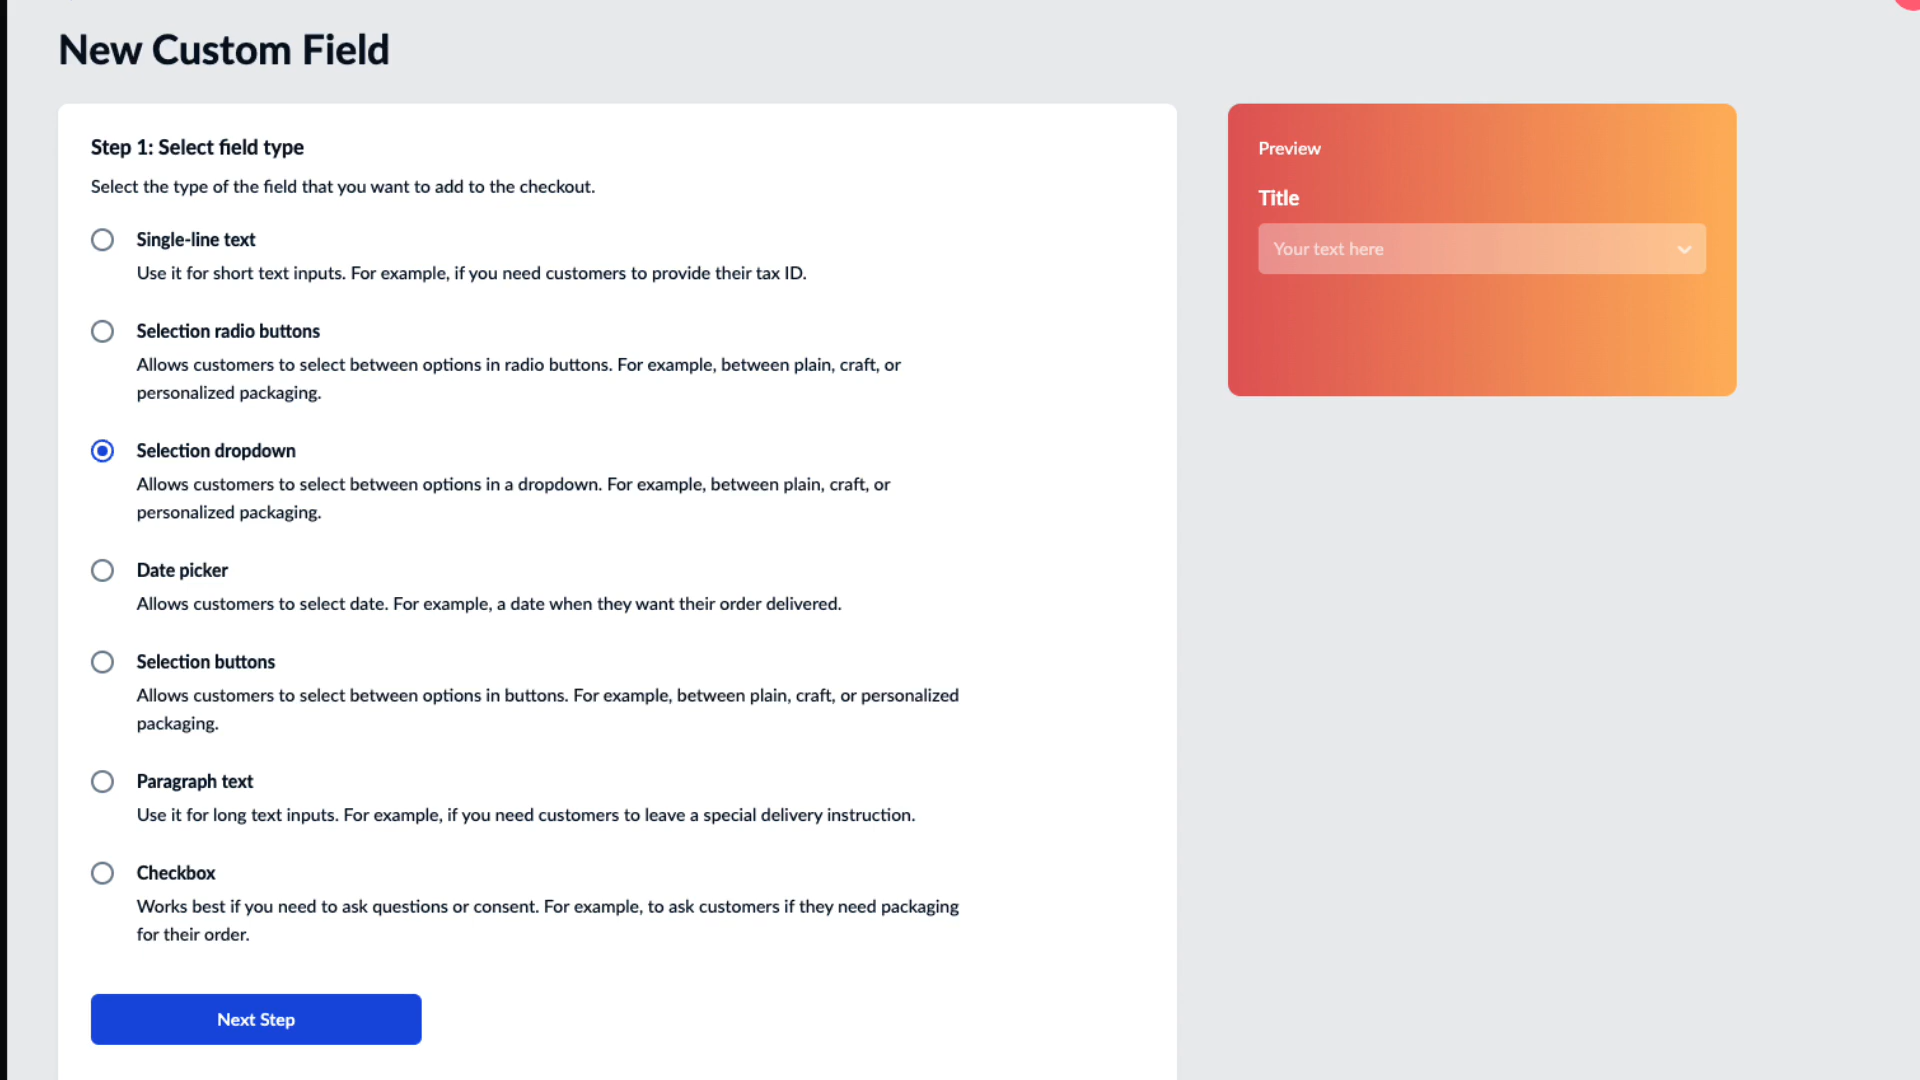 New Custom Field
Step 1: Select field type
Select the type of the field that you want to add to the checkout.
Single-line text
Use it for short text inputs. For example, if you need customers to provide their tax ID.
Selection radio buttons
Allows customers to select between options in radio buttons. For example, between plain, craft, or
personalized packaging.
Selection dropdown
Allows customers to select between options in a dropdown. For example, between plain, craft, or
personalized packaging.
Date picker
Allows customers to select date. For example, a date when they want their order delivered.
Selection buttons
Allows customers to select between options in buttons. For example, between plain, craft, or personalized
packaging.
Paragraph text
Use it for long text inputs. For example, if you need customers to leave a special delivery instruction.
Checkbox
Works best if you need to ask questions or consent. For example, to ask customers if they need packaging
for their order.
Next Step
Preview
Title
Your text here